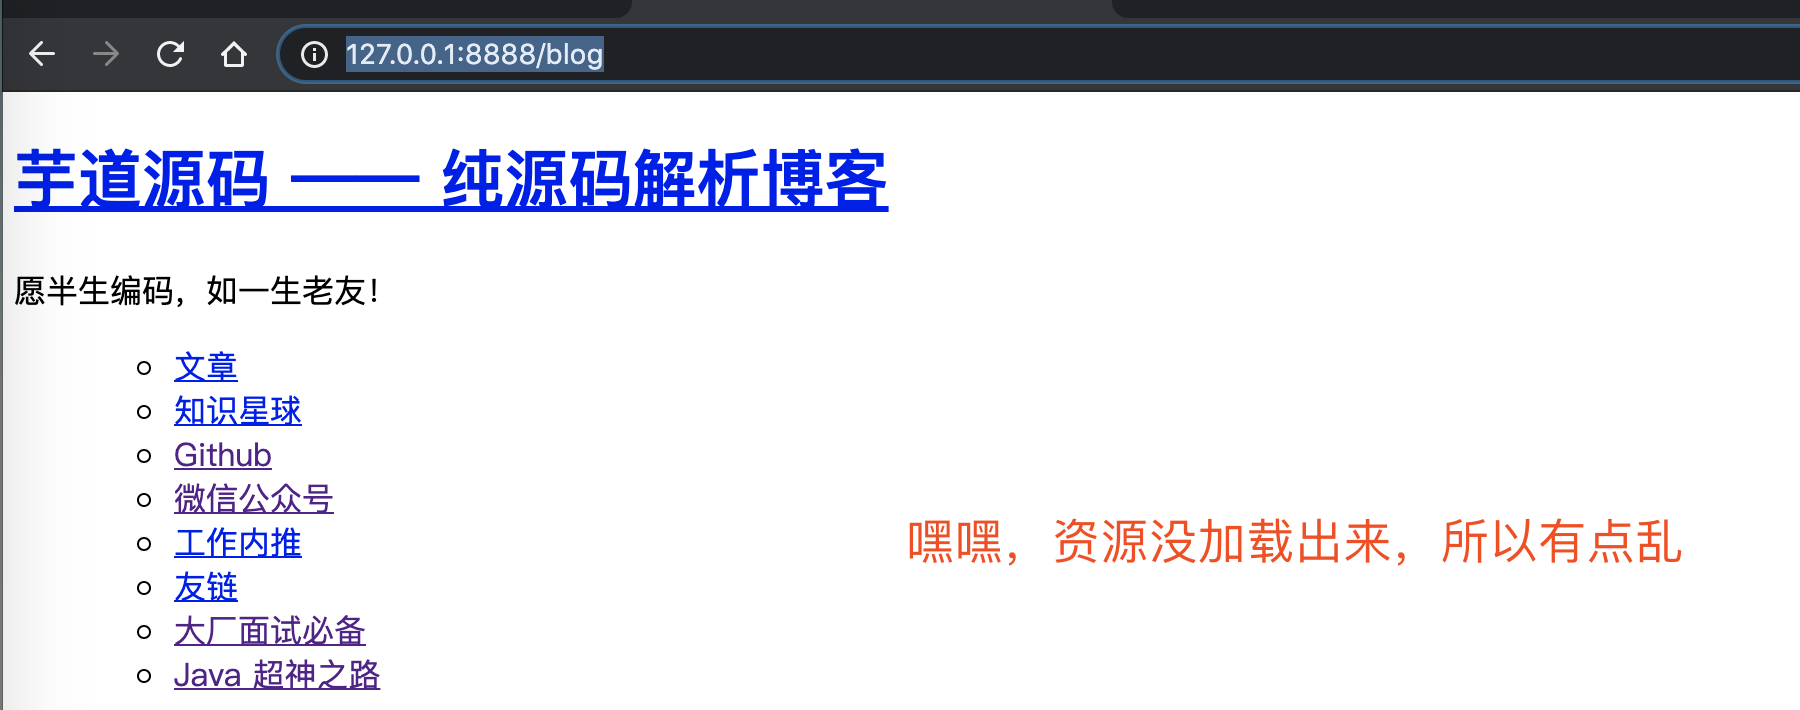 127.0.0.1:8888/blog
芋道源码 —— 纯源码解析博客
愿半生编码，如一生老友！
文章
知识星球
Github
微信公众号
工作内推
友链
大厂面试必备
Java 超神之路
嘿嘿，资源没加载出来，所以有点乱